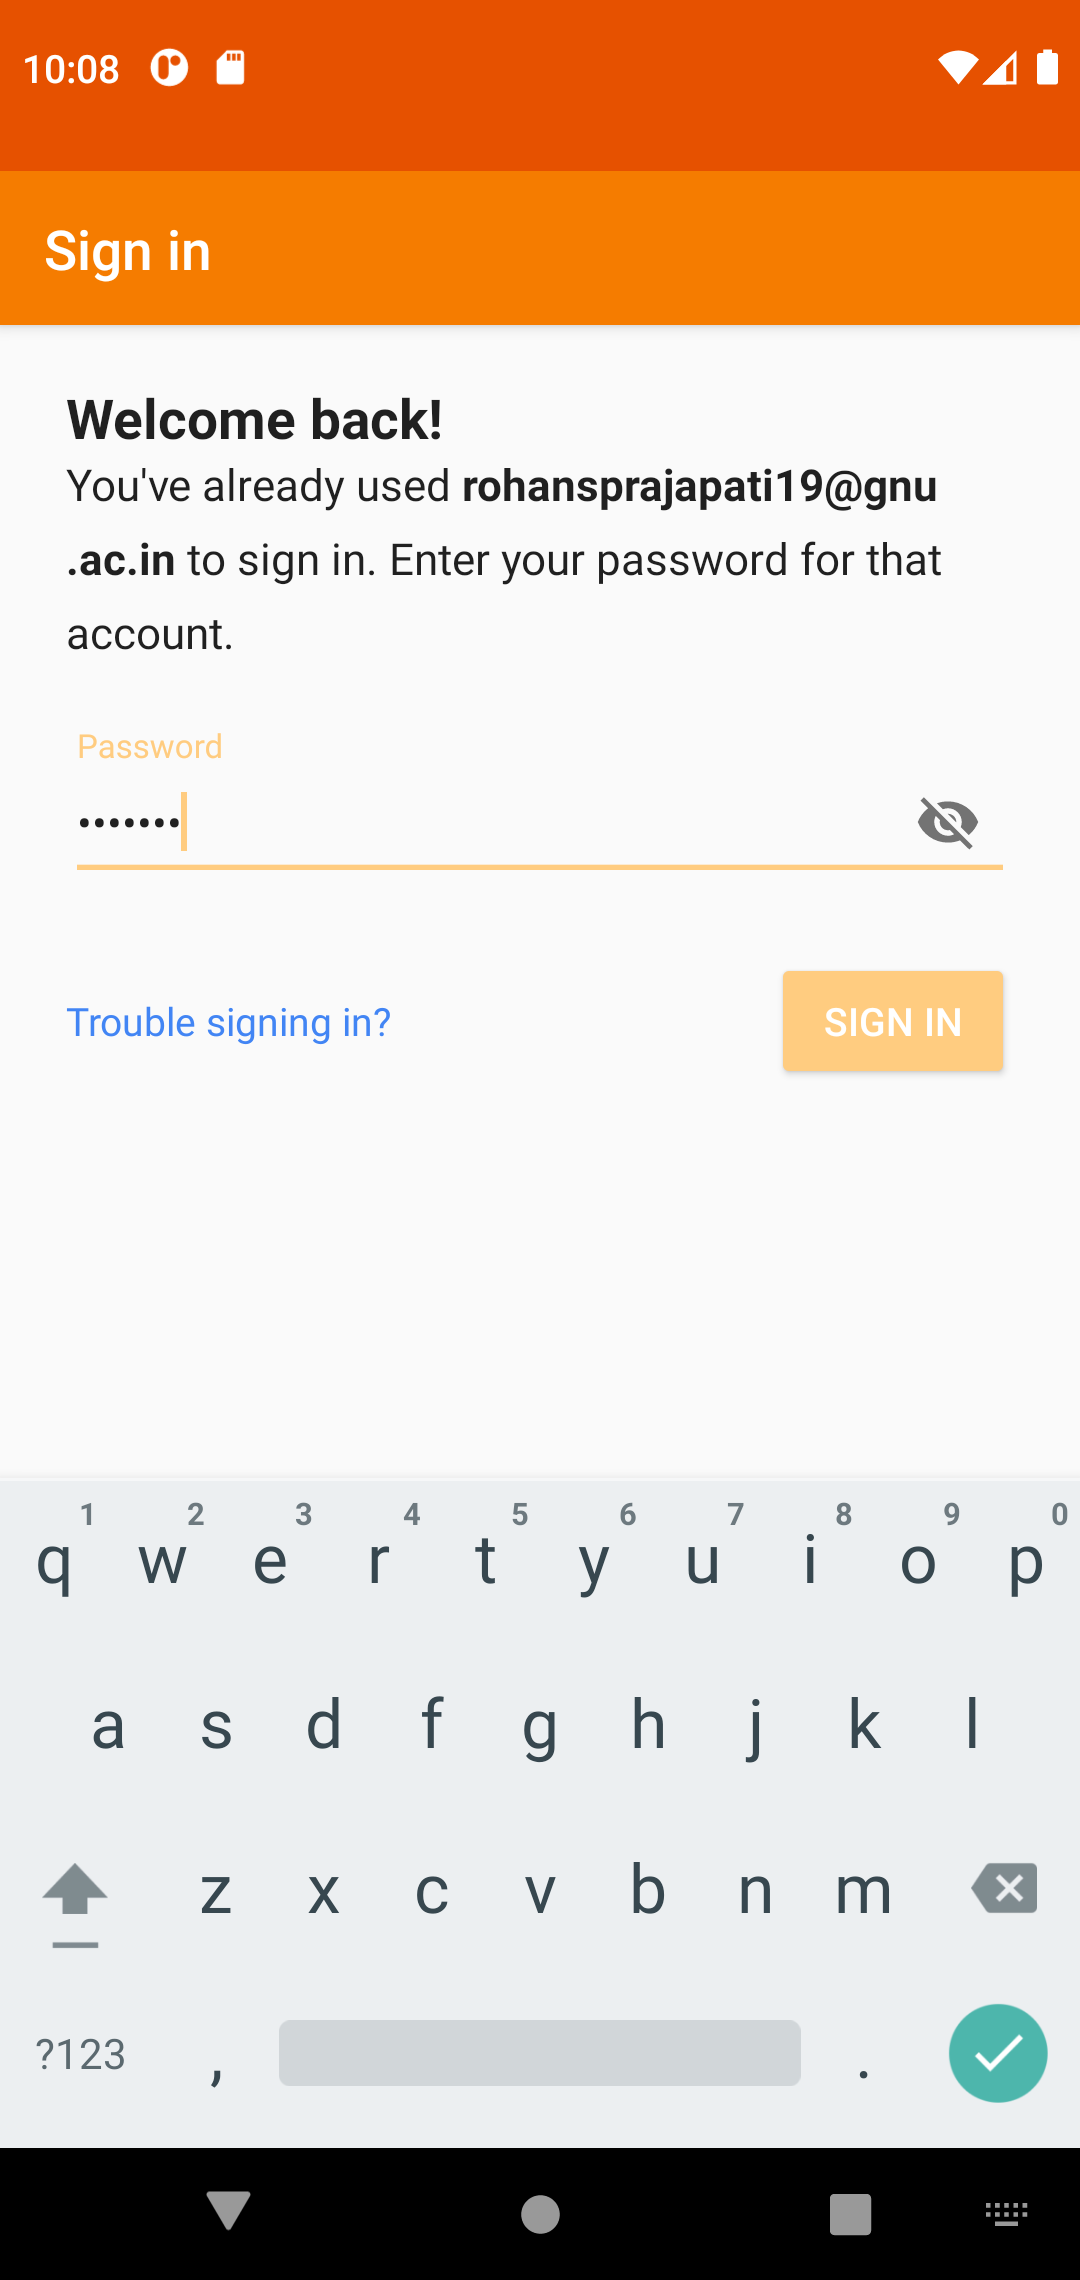 10:08
Sign in
Welcome back!
You've already used rohansprajapati19@gnu
.ac.in to sign in. Enter your password for that
account.
Password
•••••••
Trouble signing in?
SIGN IN
1 2 3 4 5 6 7 8 9 0
q w e r t y u i o p
a s d f g h j k l
z x c v b n m
?123 , .